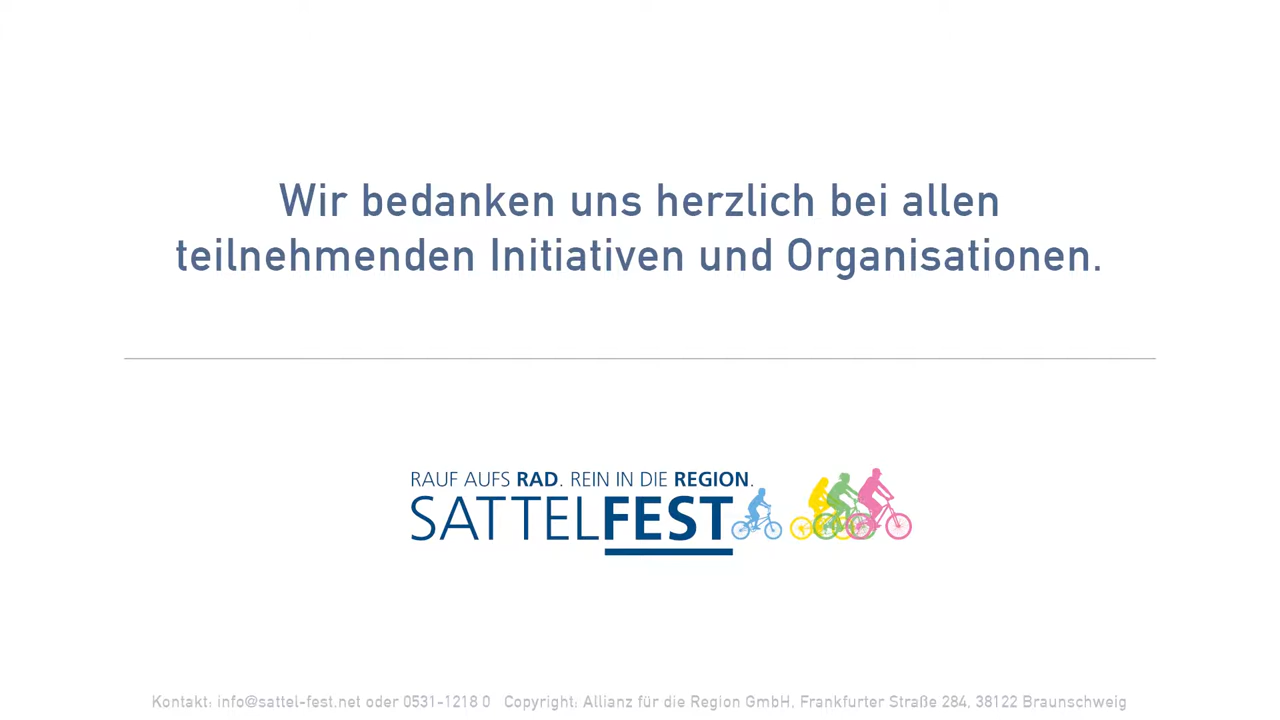 Wir bedanken uns herzlich bei allen
teilnehmenden Initiativen und Organisationen.
RAUF AUFS RAD. REIN IN DIE REGION.
SATTELFEST
Kontakt: info@sattel-fest.net oder 0531-1218 0 Copyright: Allianz für die Region GmbH, Frankfurter Straße 284, 38122 Braunschweig